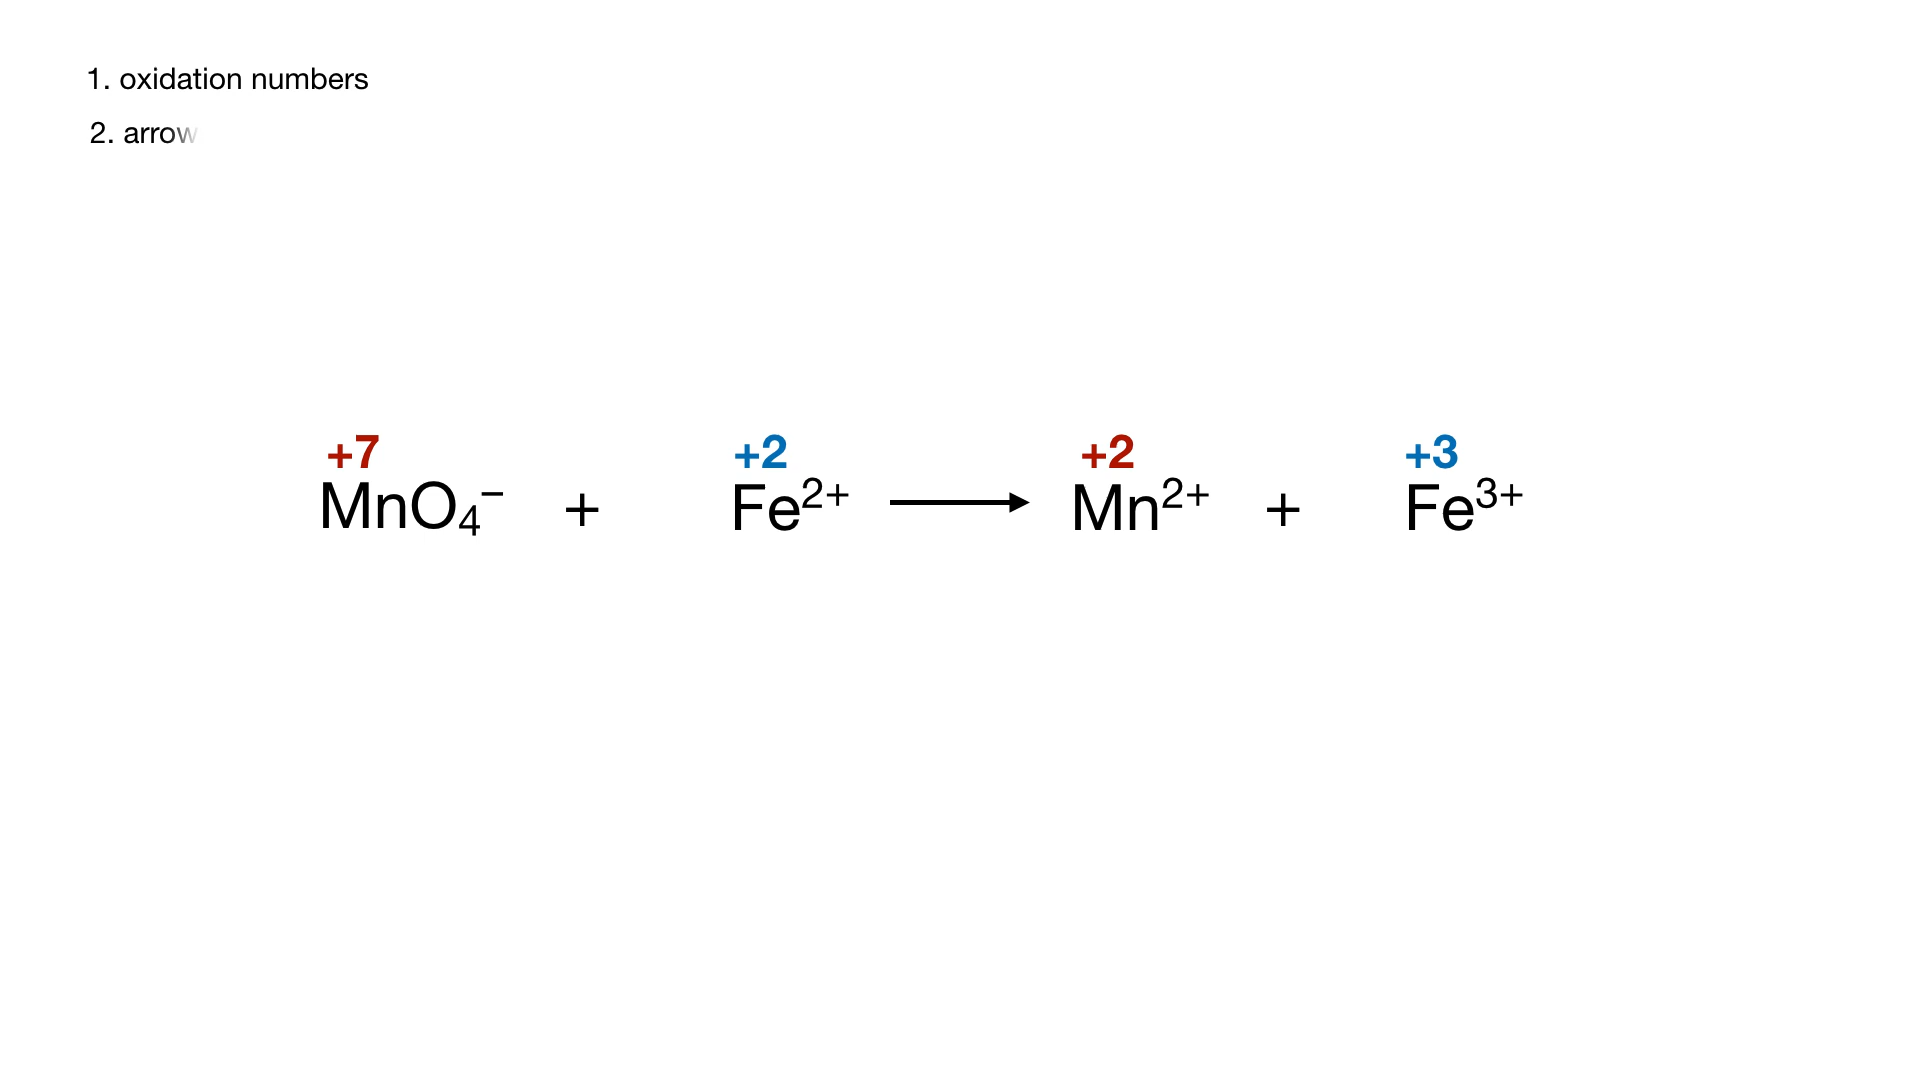 1. oxidation numbers
2. arrow
+7 +2 +2 +3
MnO₄⁻ + Fe²⁺ ⟶ Mn²⁺ + Fe³⁺